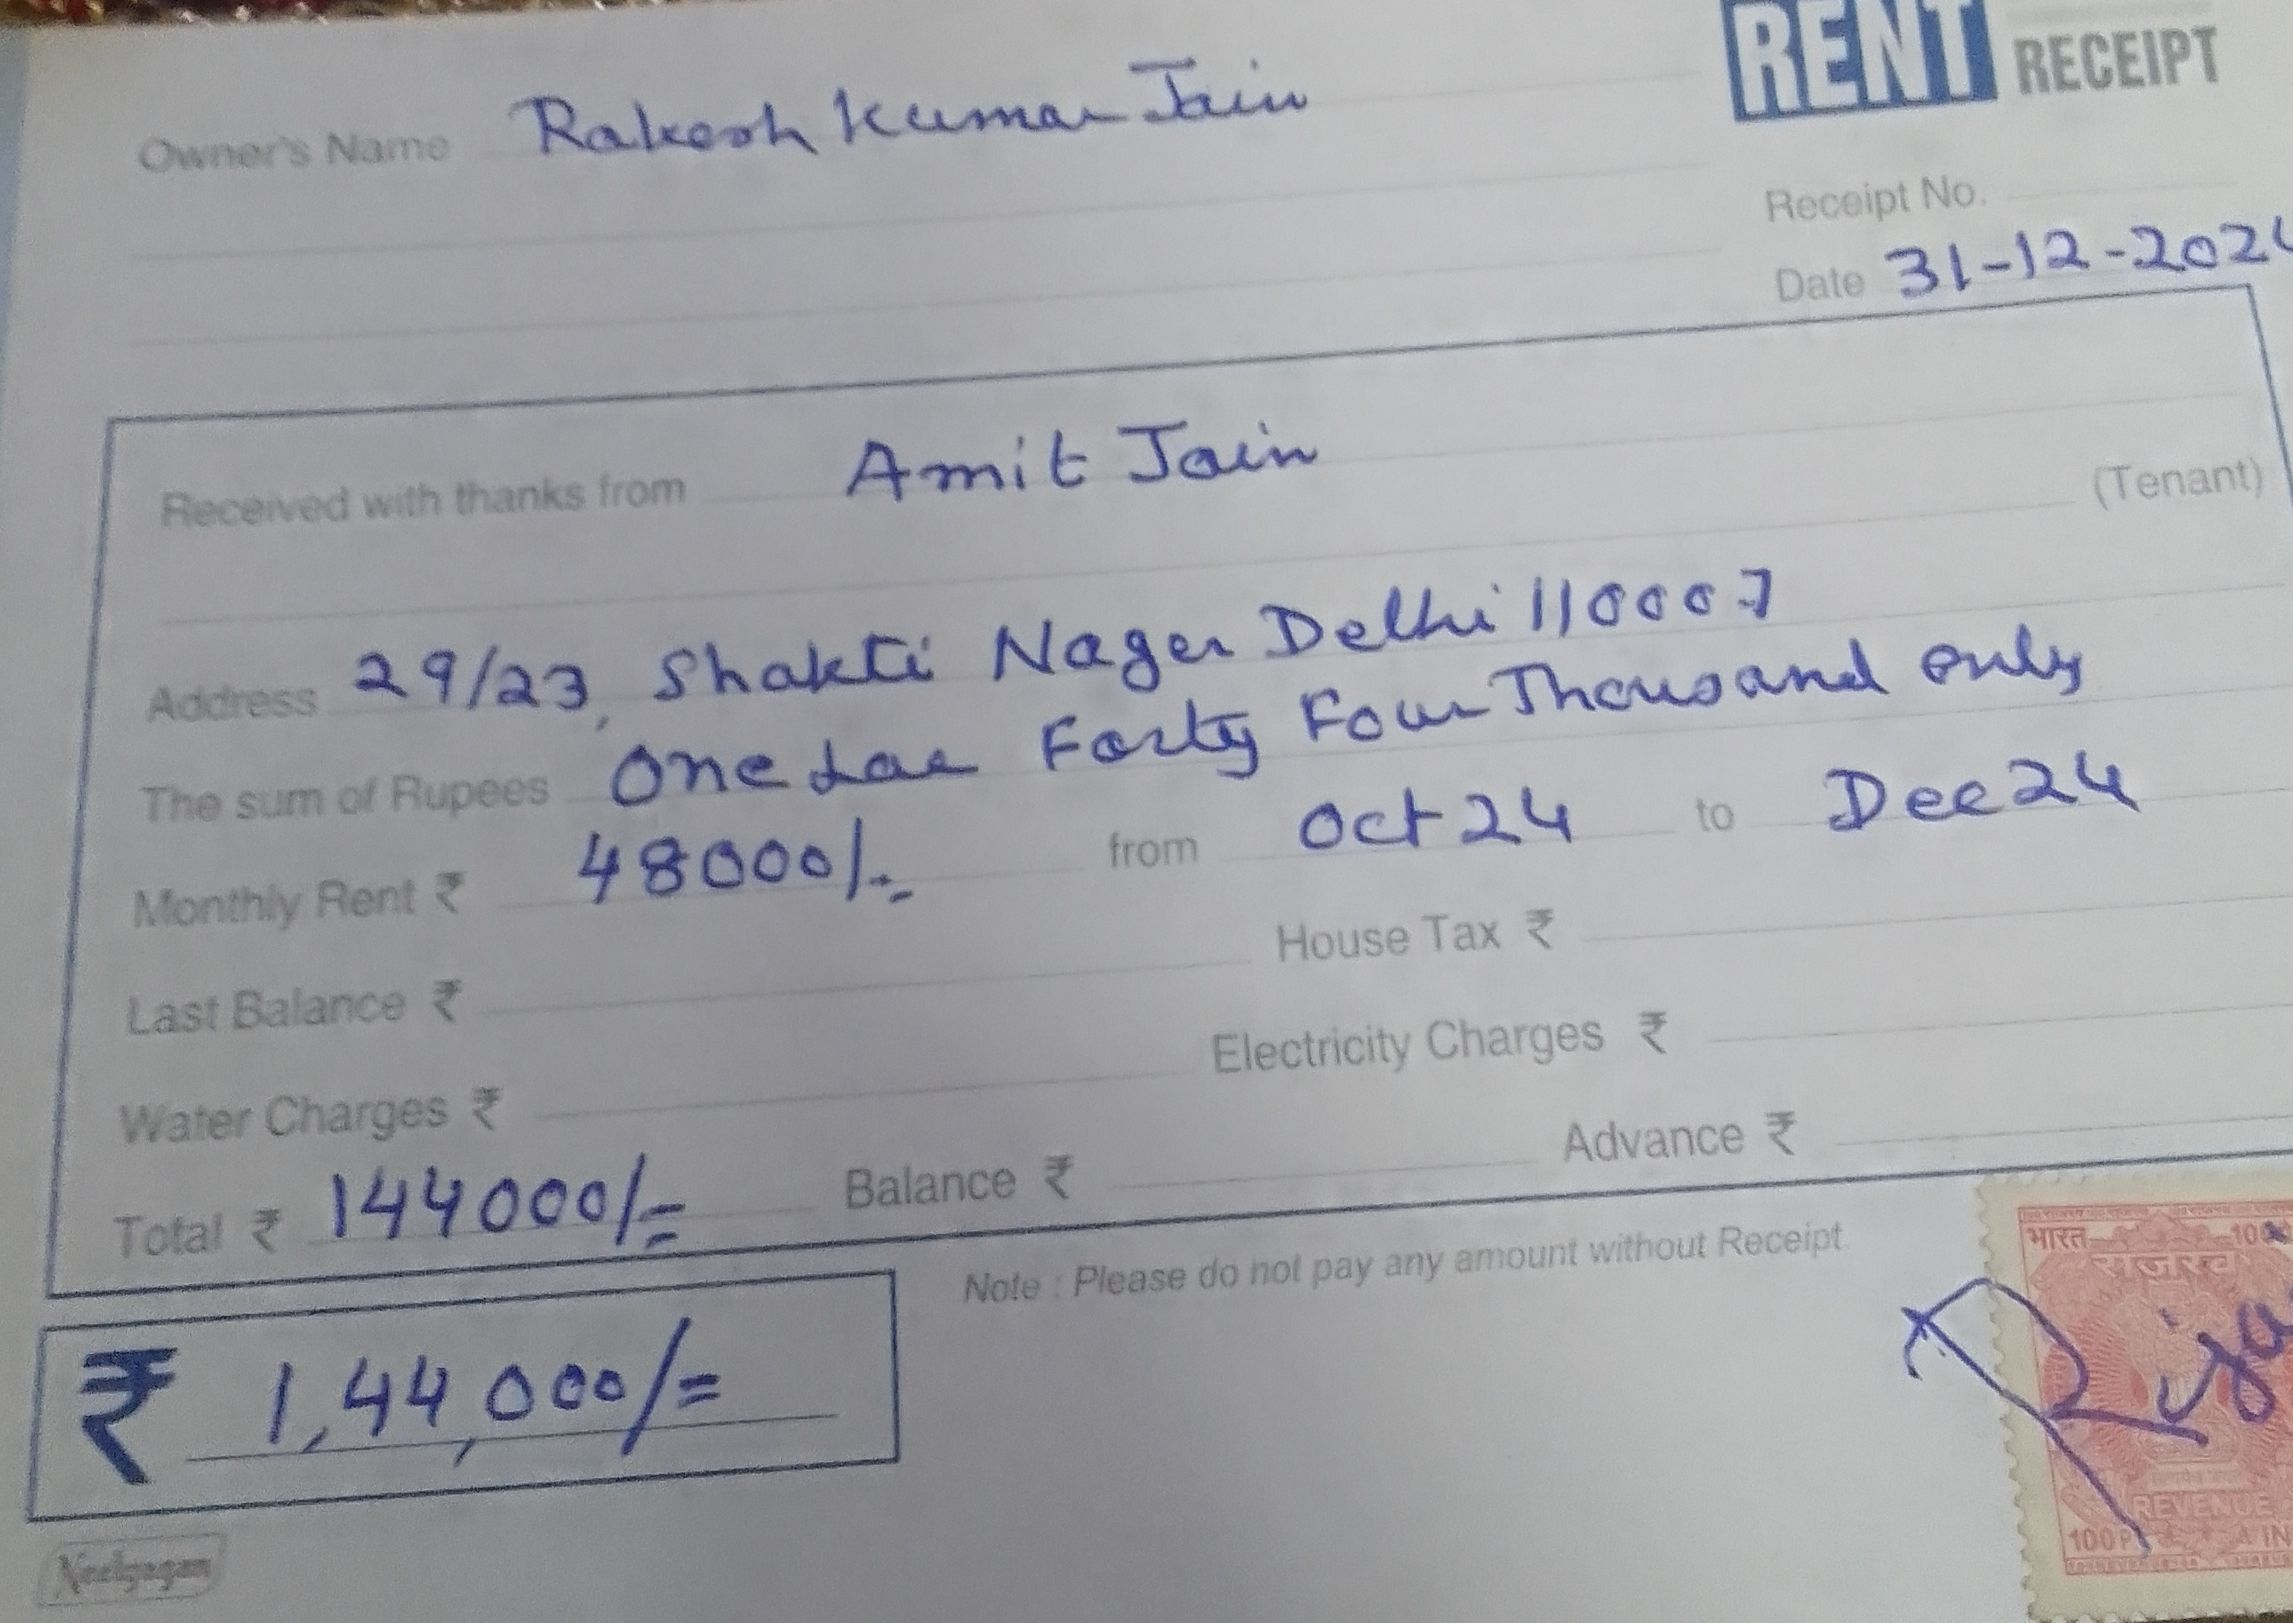 RENT RECEIPT
Owner's Name Rakesh Kumar Jain
Receipt No.
Date 31-12-202
Received with thanks from Amit Jain (Tenant)
Address 29/23, Shakti Nagar Delhi 110007
The sum of Rupees One Lac Forty Four Thousand only
Monthly Rent ₹ 48000/- from Oct 24 to Dec 24
Last Balance ₹ House Tax ₹
Water Charges ₹ Electricity Charges ₹
Total ₹ 144000/= Balance ₹ Advance ₹
₹ 1,44,000/=
Note : Please do not pay any amount without Receipt.
भारत 100
राजस्व
REVENUE
100P IN
Neelgagan